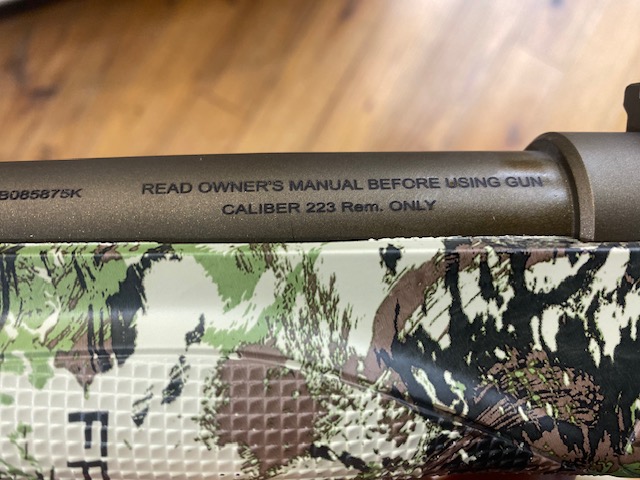 B085875K
READ OWNER'S MANUAL BEFORE USING GUN
CALIBER 223 Rem. ONLY